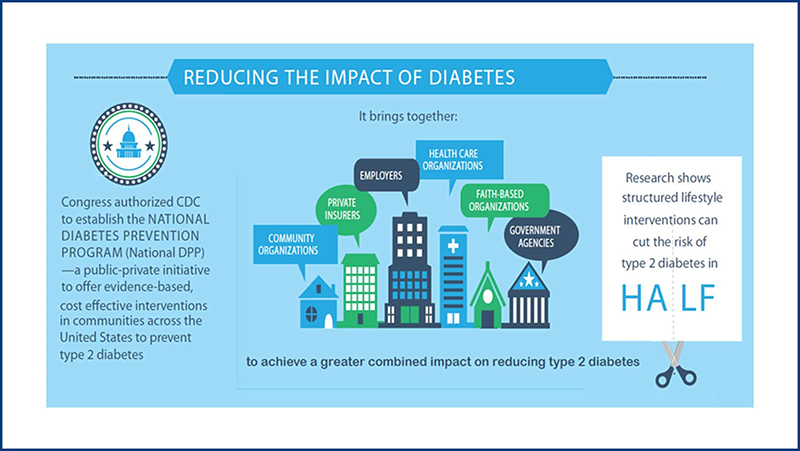 REDUCING THE IMPACT OF DIABETES
Congress authorized CDC
to establish the NATIONAL
DIABETES PREVENTION
PROGRAM (National DPP)
—a public-private initiative
to offer evidence-based,
cost effective interventions
in communities across the
United States to prevent
type 2 diabetes
It brings together:
COMMUNITY
ORGANIZATIONS
PRIVATE
INSURERS
EMPLOYERS
HEALTH CARE
ORGANIZATIONS
FAITH-BASED
ORGANIZATIONS
GOVERNMENT
AGENCIES
to achieve a greater combined impact on reducing type 2 diabetes
Research shows
structured lifestyle
interventions can
cut the risk of
type 2 diabetes in
HALF